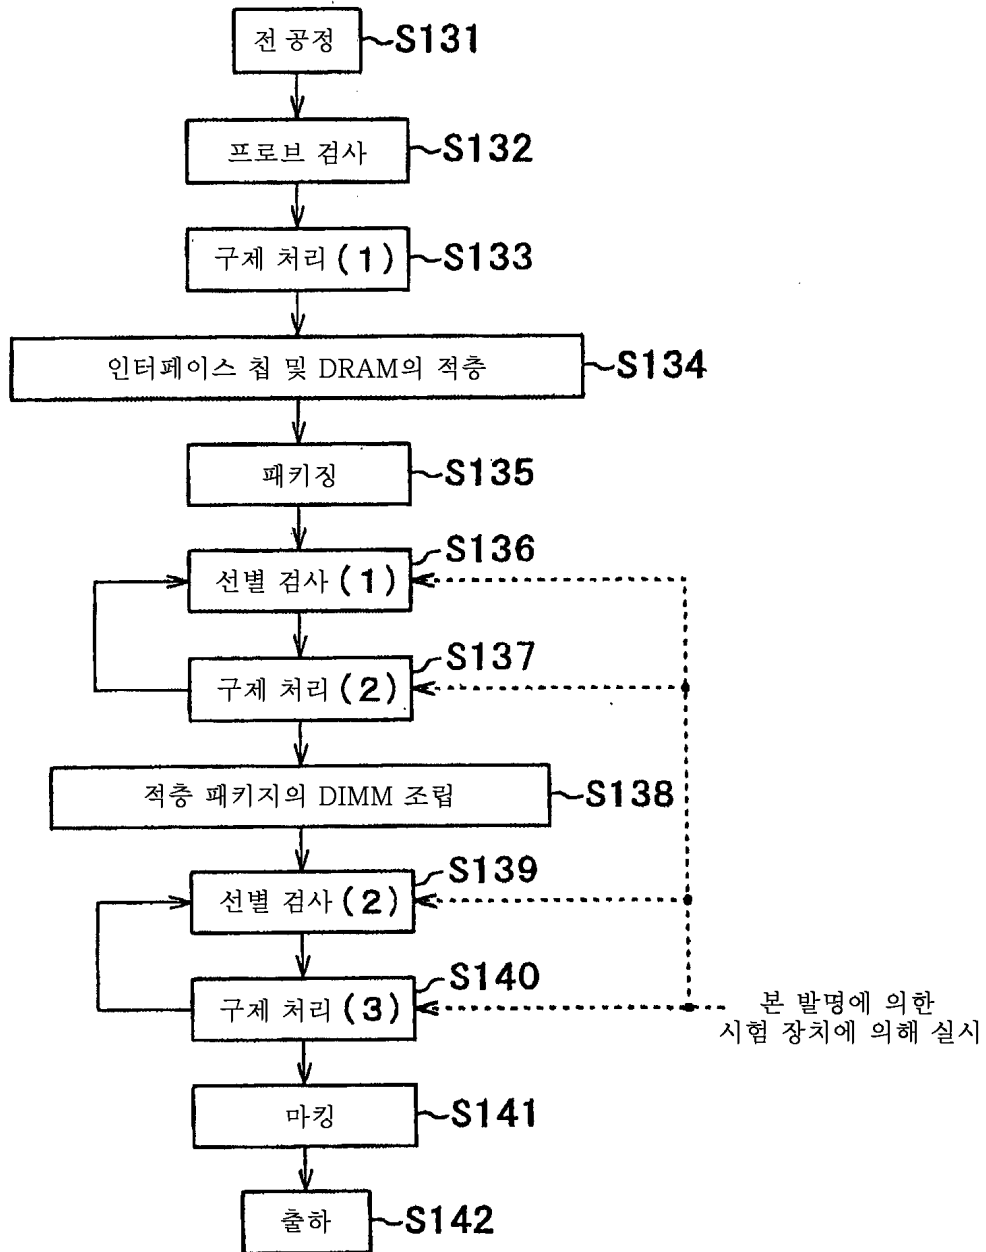 전 공정 S131
프로브 검사 S132
구제 처리 (1) S133
인터페이스 칩 및 DRAM의 적층 S134
패키징 S135
선별 검사 (1) S136
구제 처리 (2) S137
적층 패키지의 DIMM 조립 S138
선별 검사 (2) S139
구제 처리 (3) S140
본 발명에 의한
시험 장치에 의해 실시
마킹 S141
출하 S142